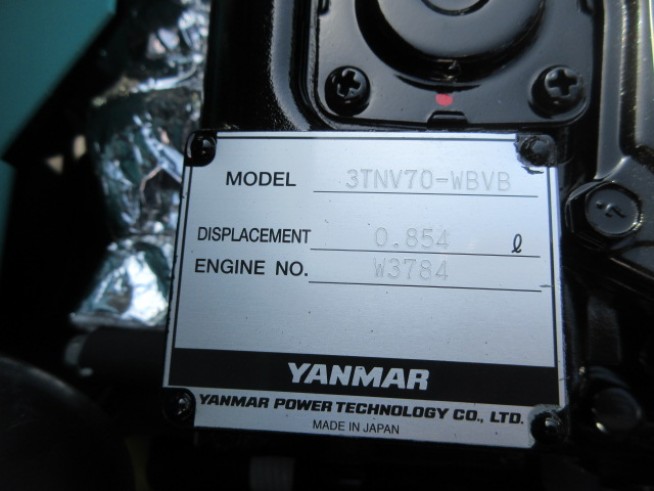 MODEL 3TNV70-WBVB
DISPLACEMENT 0.854 ℓ
ENGINE NO. W3784
YANMAR
YANMAR POWER TECHNOLOGY CO., LTD.
MADE IN JAPAN